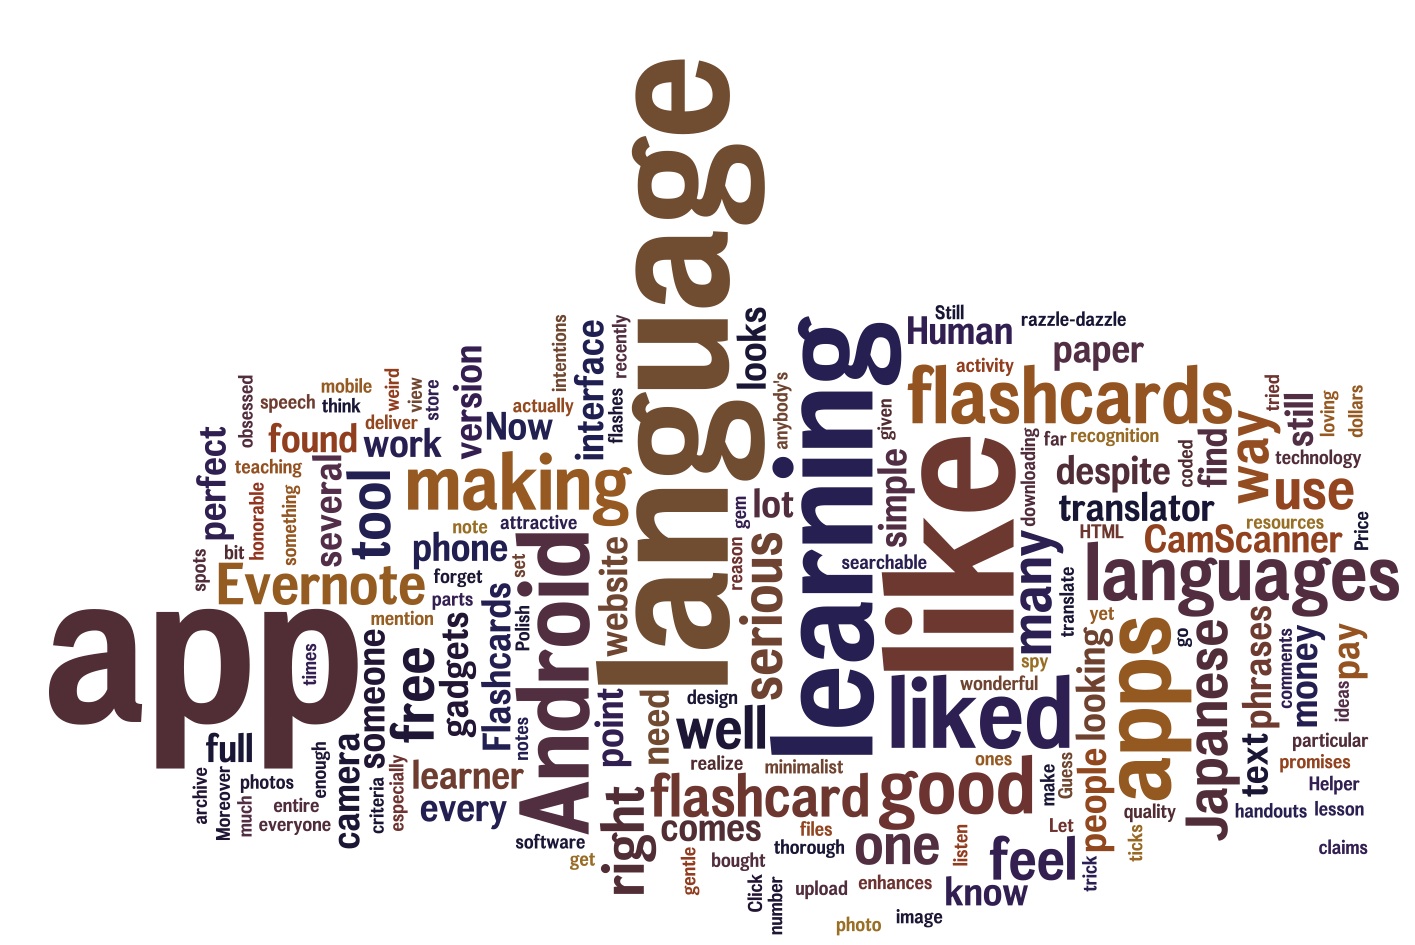 language
Still
Human
razzle-dazzle
looks
learning
paper
intentions
interface
recently
version
activity
flashcards
obsessed
mobile
weird
view
store
speech
think
actually
flashes
anybody's
tried
still
loving
dollars
deliver
found
work
Now
given
like
far
recognition
coded
find
way
perfect
teaching
several
tool
making
simple
downloading
despite
technology
honorable
something
note
attractive
gem
lot
translator
use
resources
spots
bit
phone
set
Android
website
reason
serious
searchable
many
HTML
CamScanner
Price
Evernote
forget
parts
languages
translate
app
times
mention
someone
free
gadgets
Flashcards
Polish
yet
apps
go
Japanese
phrases
comments
money
ideas
pay
spy
people
looking
full
point
need
design
well
wonderful
liked
notes
text
particular
promises
archive
Moreover
photos
much
enough
entire
everyone
camera
criteria
especially
learner
every
realize
minimalist
ones
good
make
Guess
Helper
flashcard
quality
handouts
lesson
software
get
right
comes
files
thorough
one
listen
Let
feel
trick
ticks
claims
gentle
bought
Click
number
upload
enhances
know
photo
image